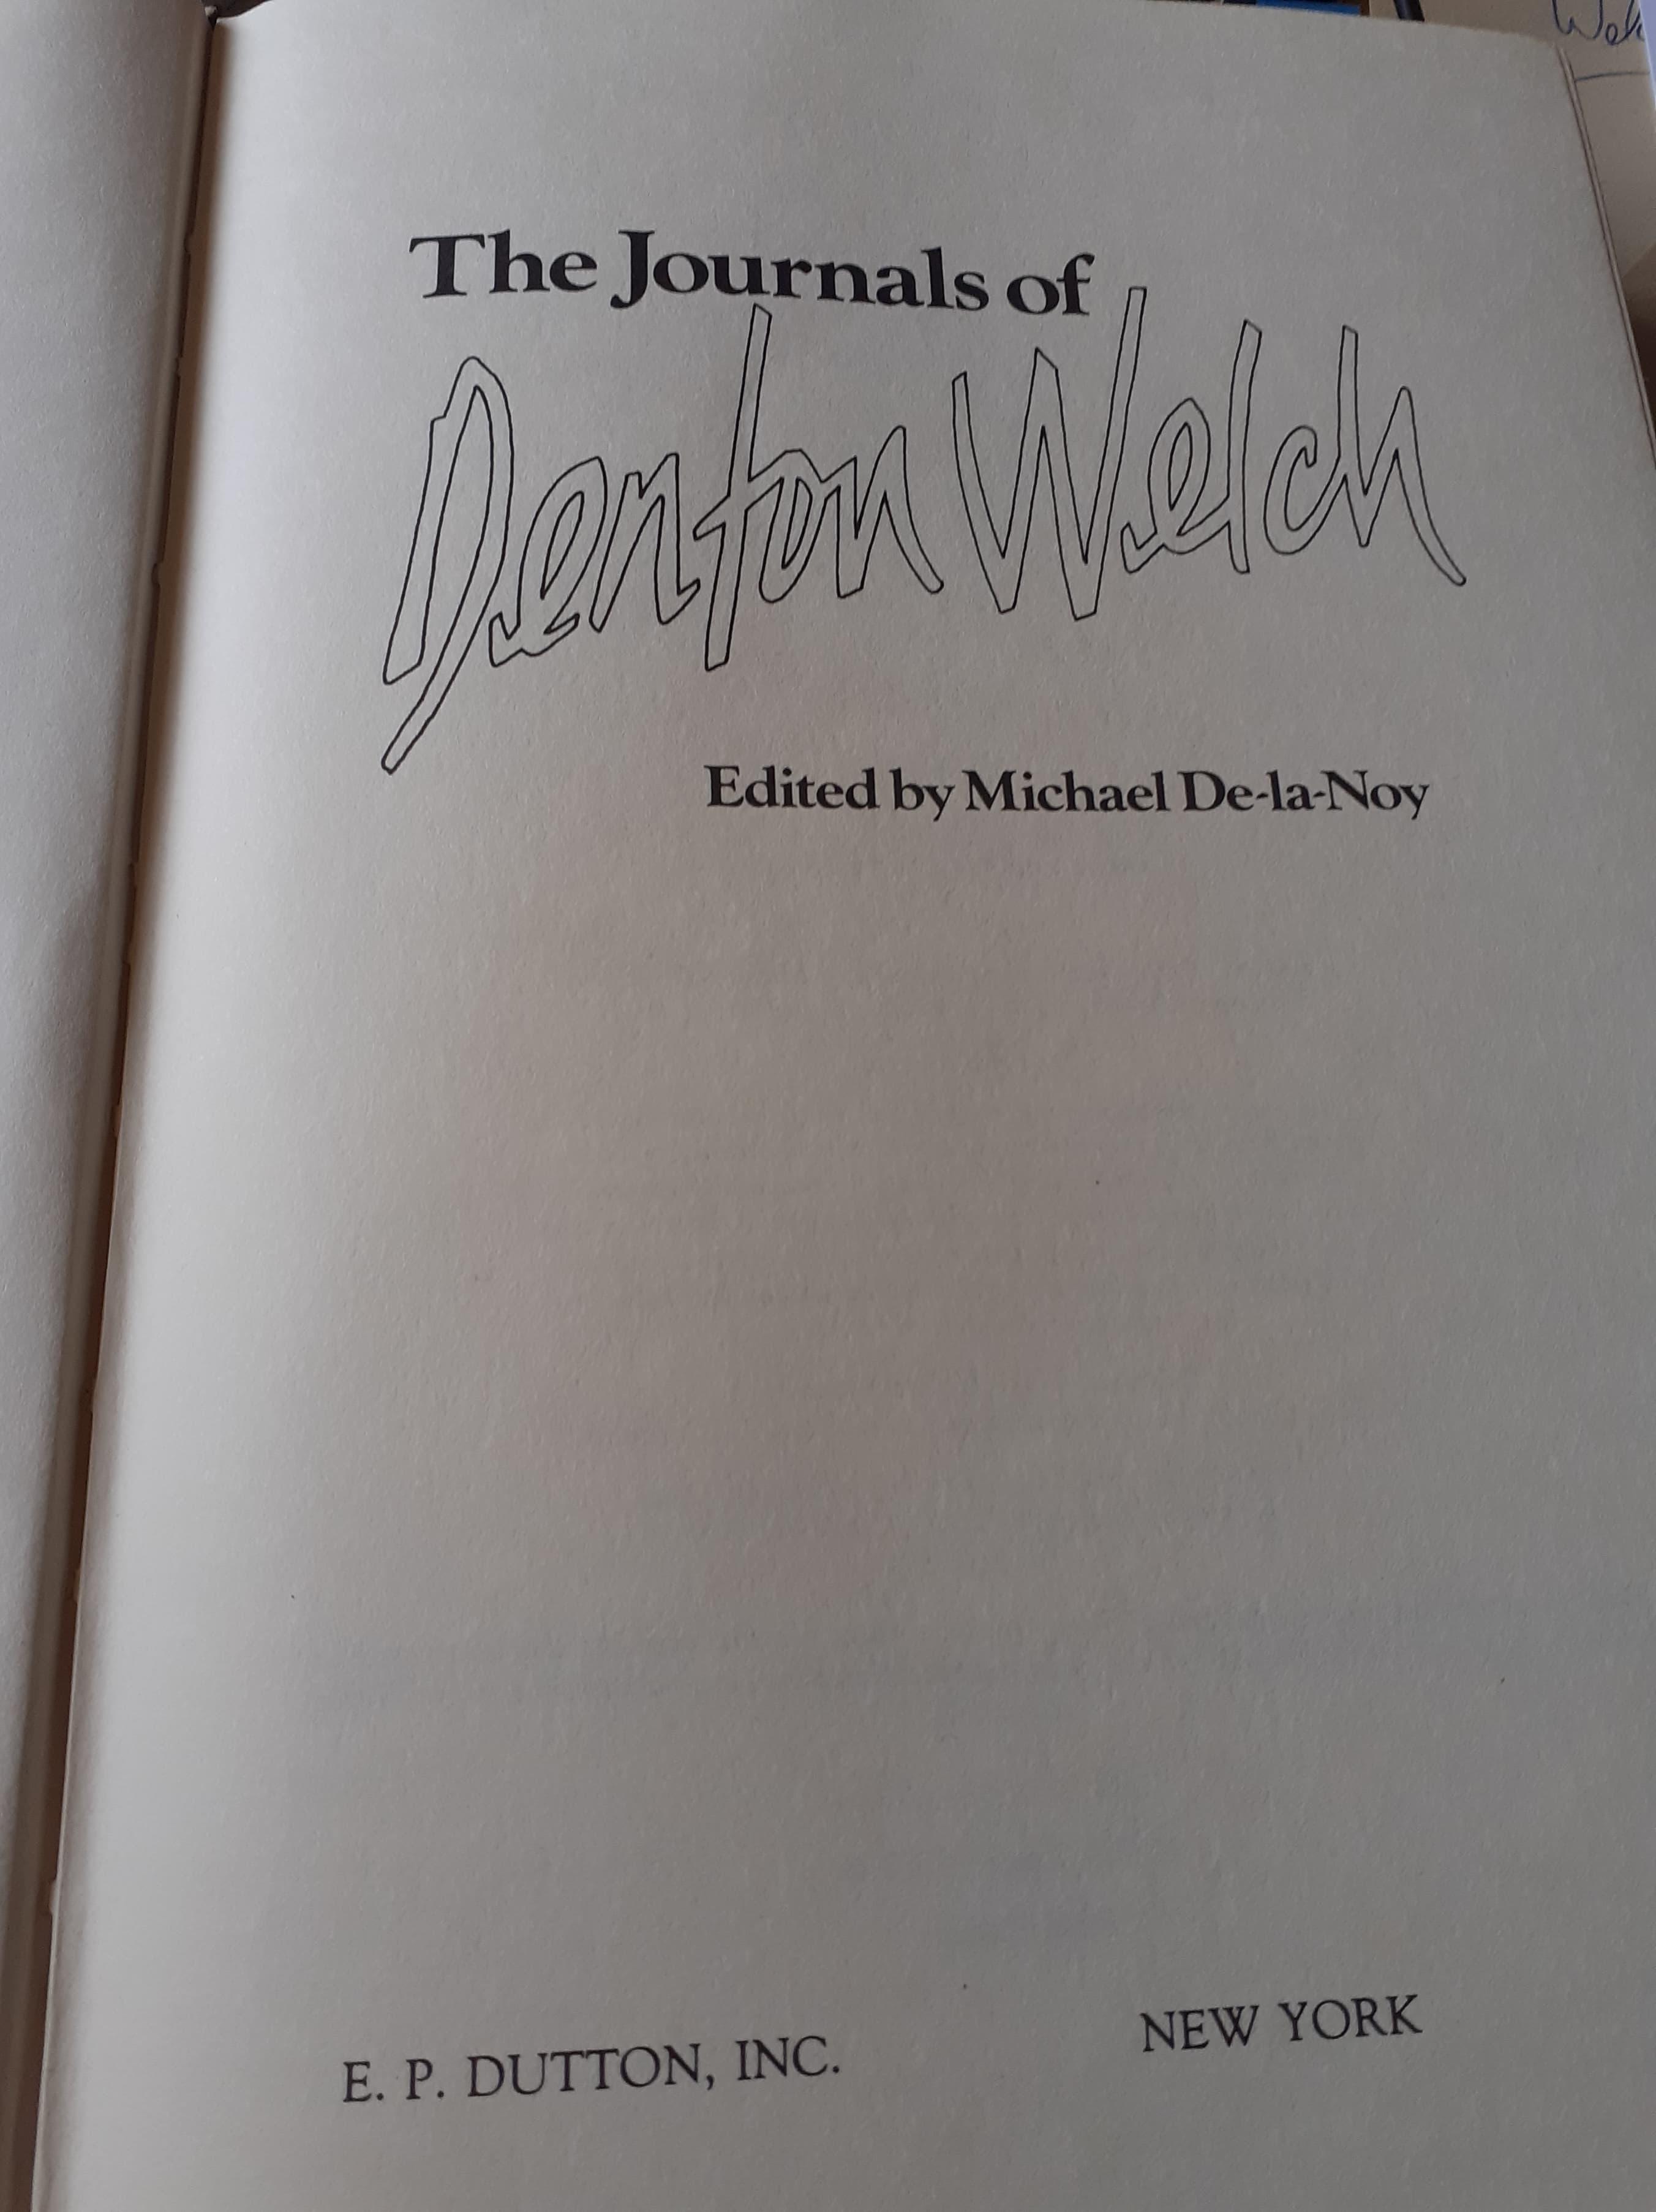 The Journals of
Denton Welch
Edited by Michael De-la-Noy
E. P. DUTTON, INC. NEW YORK